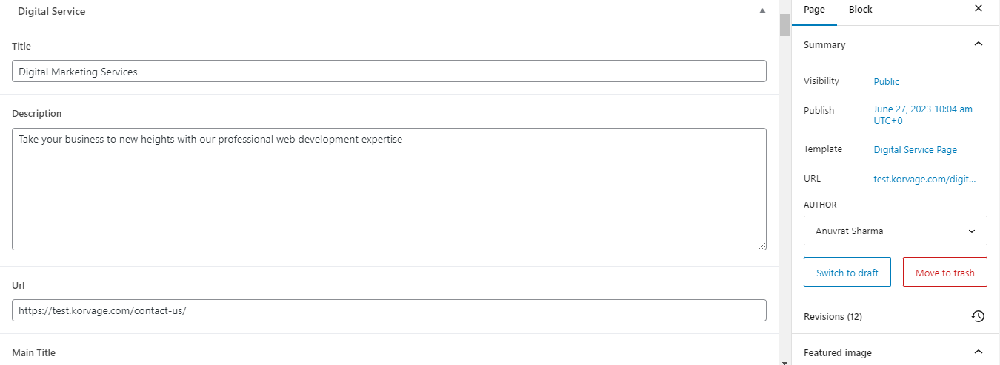 Digital Service
Title
Digital Marketing Services
Description
Take your business to new heights with our professional web development expertise
Url
https://test.korvage.com/contact-us/
Main Title
Page Block
Summary
Visibility Public
Publish June 27, 2023 10:04 am
UTC+0
Template Digital Service Page
URL test.korvage.com/digit...
AUTHOR
Anuvrat Sharma
Switch to draft Move to trash
Revisions (12)
Featured image